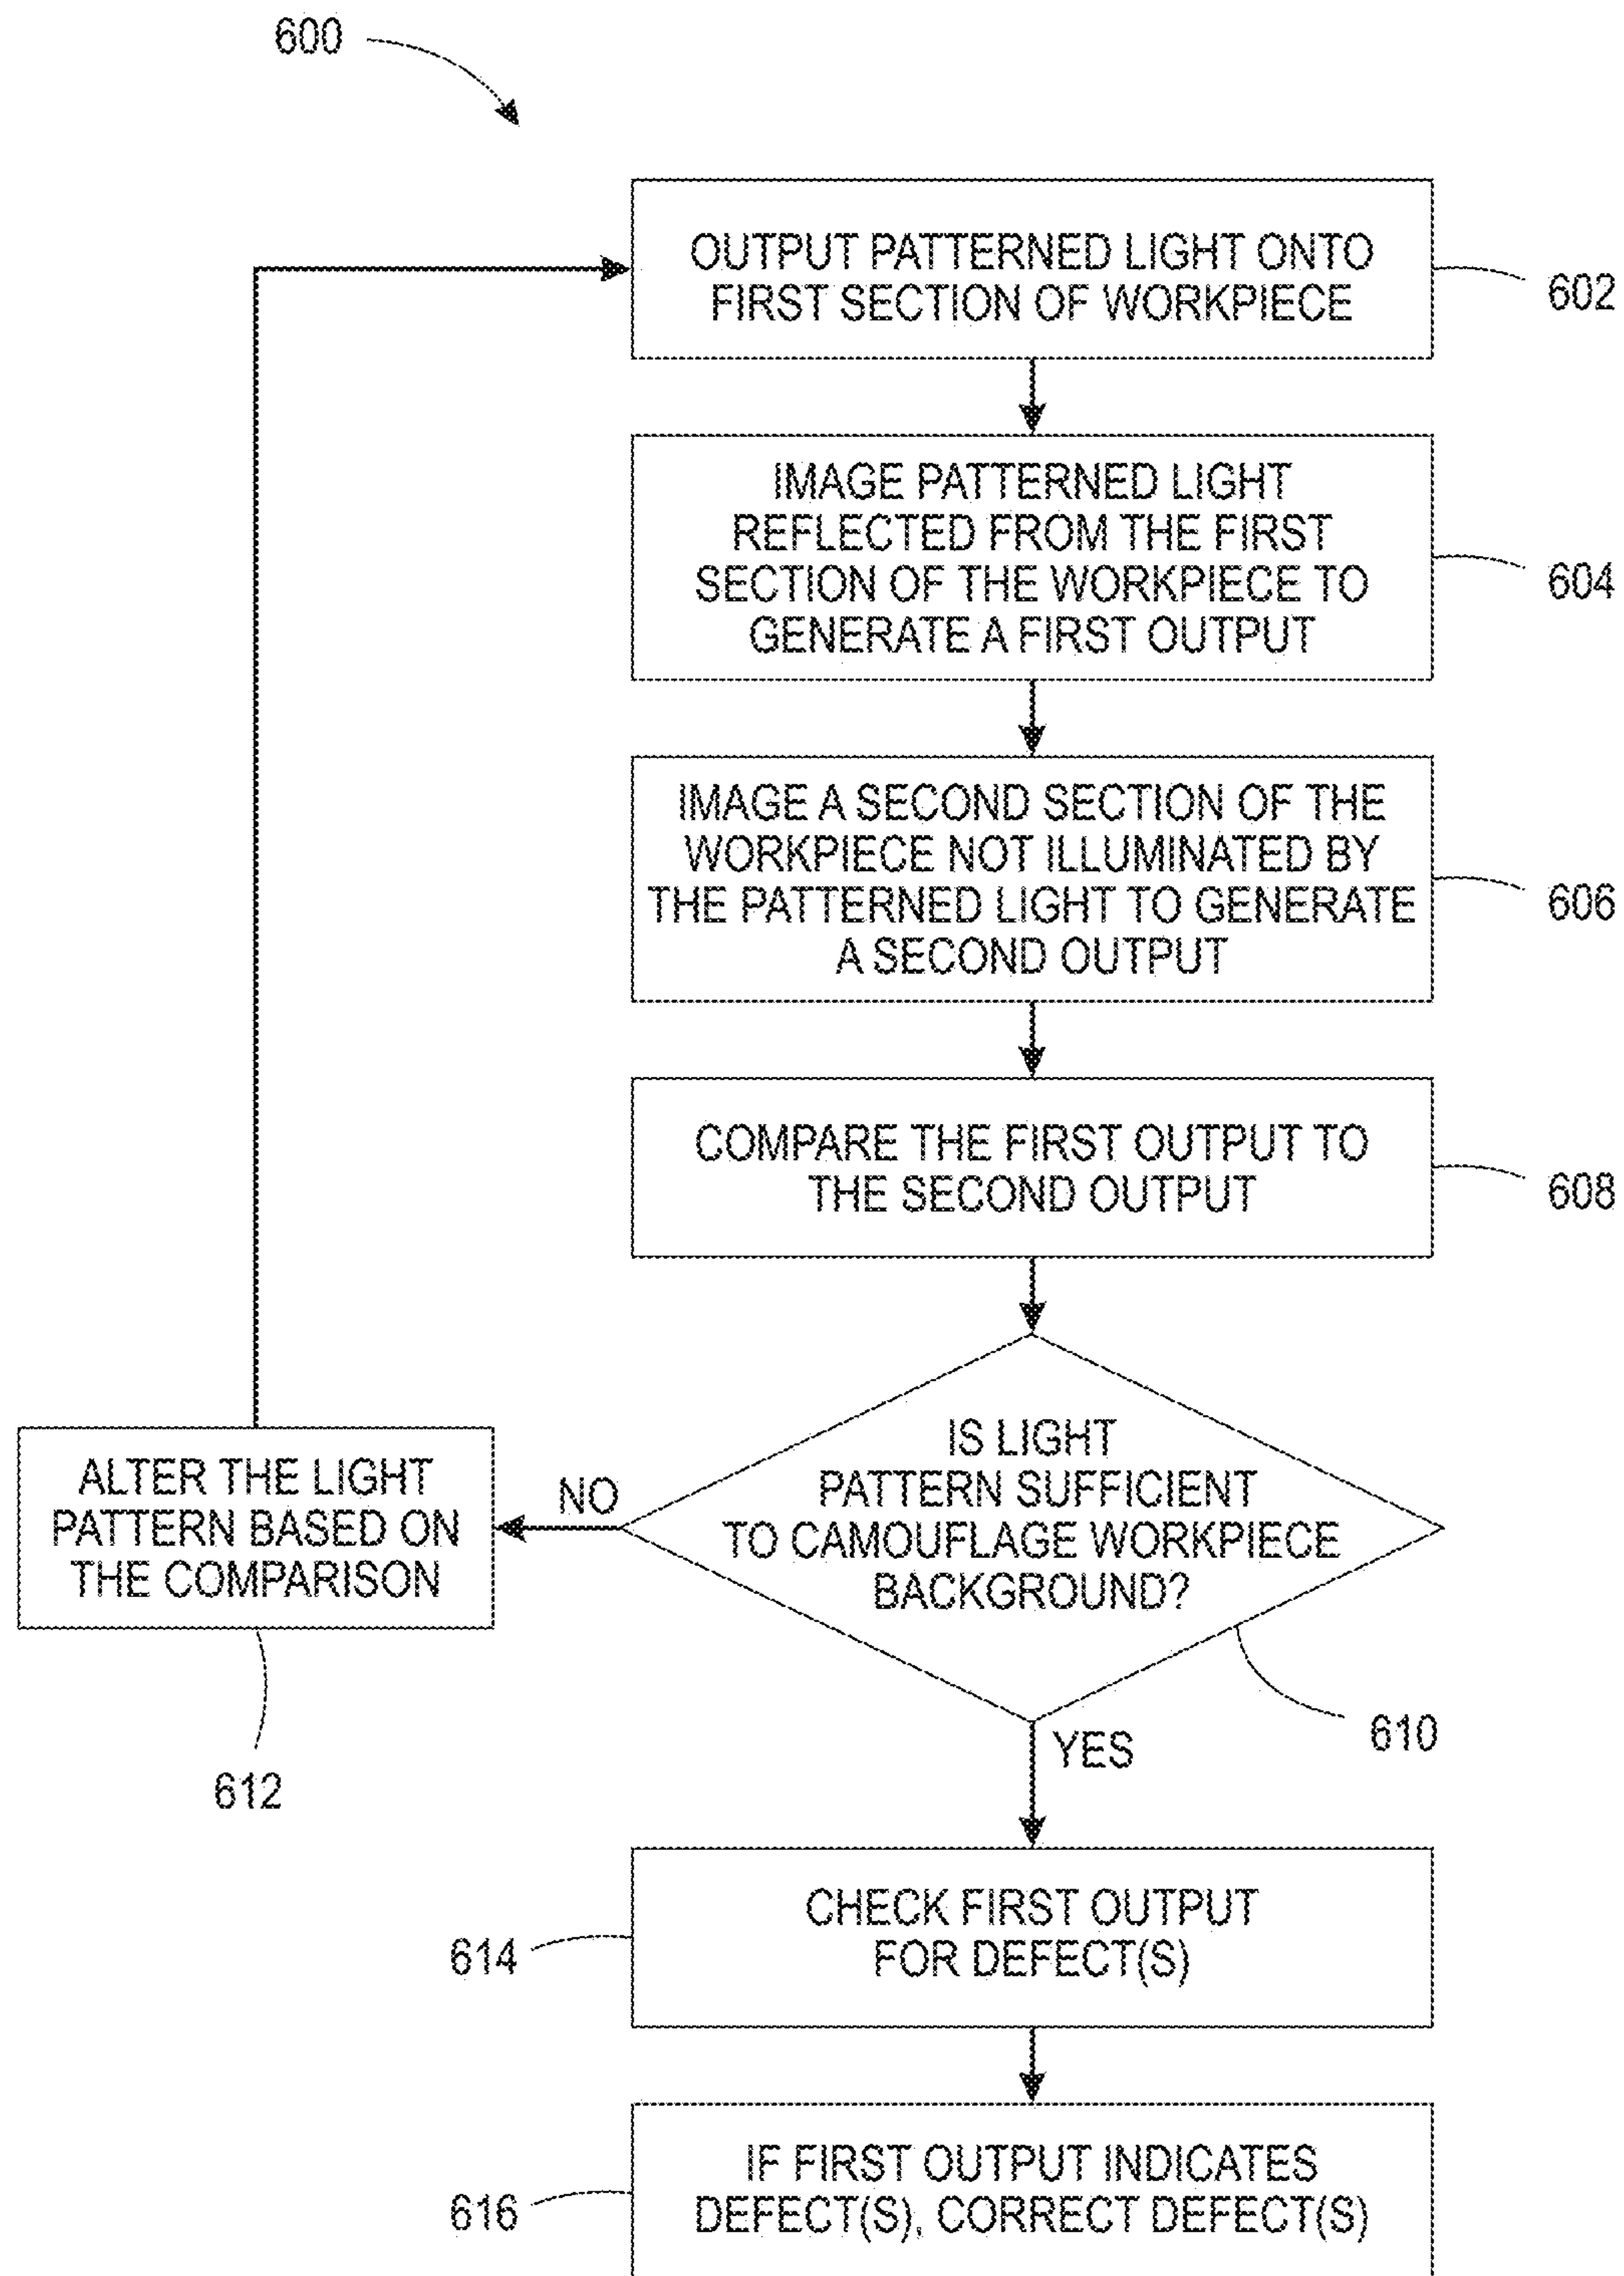 600
OUTPUT PATTERNED LIGHT ONTO
FIRST SECTION OF WORKPIECE
602
IMAGE PATTERNED LIGHT
REFLECTED FROM THE FIRST
SECTION OF THE WORKPIECE TO
GENERATE A FIRST OUTPUT
604
IMAGE A SECOND SECTION OF THE
WORKPIECE NOT ILLUMINATED BY
THE PATTERNED LIGHT TO GENERATE
A SECOND OUTPUT
606
COMPARE THE FIRST OUTPUT TO
THE SECOND OUTPUT
608
IS LIGHT
PATTERN SUFFICIENT
TO CAMOUFLAGE WORKPIECE
BACKGROUND?
610
NO
ALTER THE LIGHT
PATTERN BASED ON
THE COMPARISON
612
YES
CHECK FIRST OUTPUT
FOR DEFECT(S)
614
IF FIRST OUTPUT INDICATES
DEFECT(S), CORRECT DEFECT(S)
616